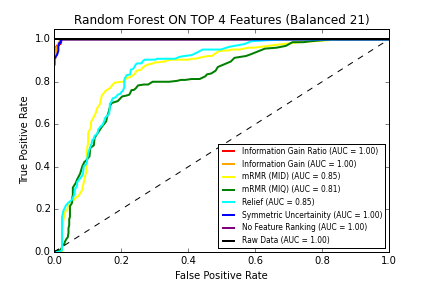 Random Forest ON TOP 4 Features (Balanced 21)
1.0
0.8
0.6
0.4
0.2
0.0
True Positive Rate
Information Gain Ratio (AUC = 1.00)
Information Gain (AUC = 1.00)
mRMR (MID) (AUC = 0.85)
mRMR (MIQ) (AUC = 0.81)
Relief (AUC = 0.85)
Symmetric Uncertainity (AUC = 1.00)
No Feature Ranking (AUC = 1.00)
Raw Data (AUC = 1.00)
0.0 0.2 0.4 0.6 0.8 1.0
False Positive Rate